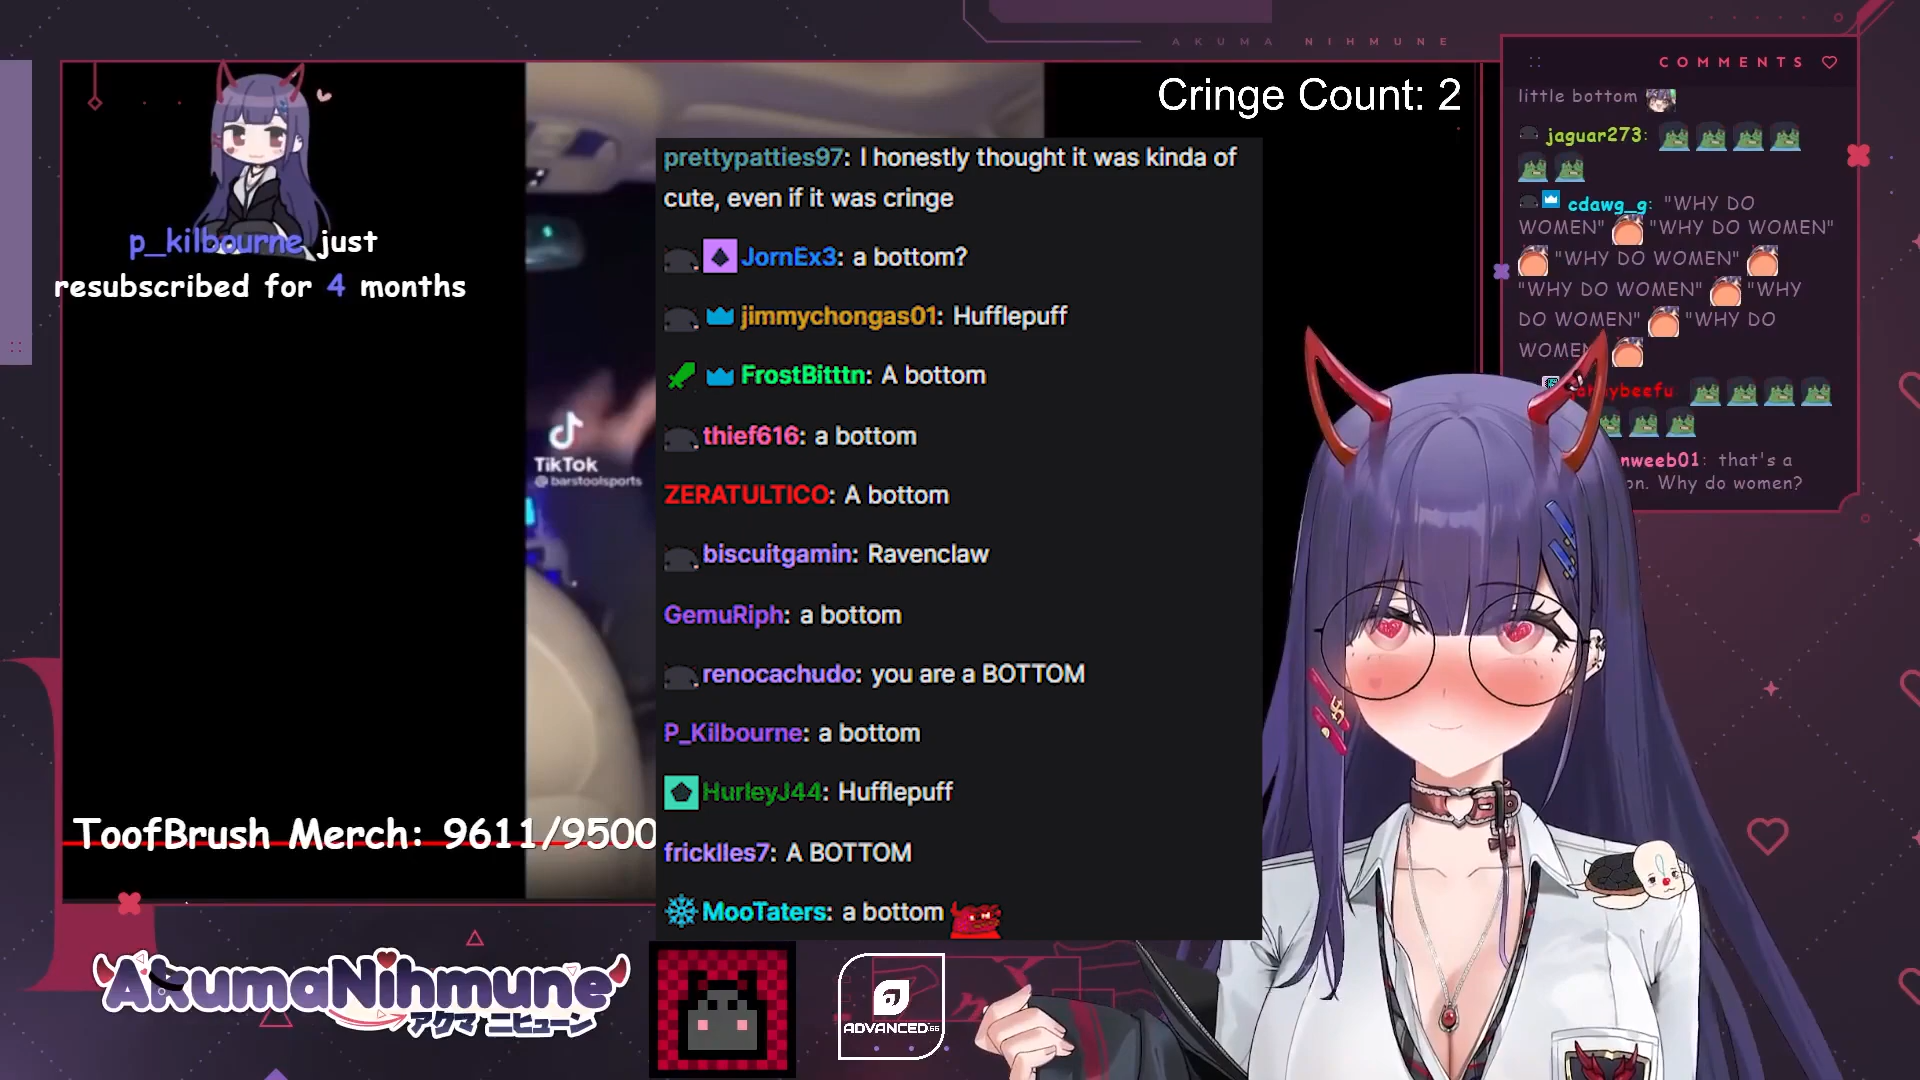 AKUMA NIHMUNE
Cringe Count: 2
p_kilbourne just
resubscribed for 4 months
TikTok
@barstoolsports
prettypatties97: I honestly thought it was kinda of
cute, even if it was cringe
JornEx3: a bottom?
jimmychongas01: Hufflepuff
FrostBitttn: A bottom
thief616: a bottom
ZERATULTICO: A bottom
biscuitgamin: Ravenclaw
GemuRiph: a bottom
renocachudo: you are a BOTTOM
P_Kilbourne: a bottom
HurleyJ44: Hufflepuff
fricklles7: A BOTTOM
MooTaters: a bottom
COMMENTS
little bottom
jaguar273:
cdawg_g: "WHY DO
WOMEN" "WHY DO WOMEN"
"WHY DO WOMEN"
"WHY DO WOMEN" "WHY
DO WOMEN" "WHY DO
WOMEN"
nweeb01: that's a
on. Why do women?
ToofBrush Merch: 9611/9500
AkumaNihmune
アクマ ニヒューン
ADVANCED.GG